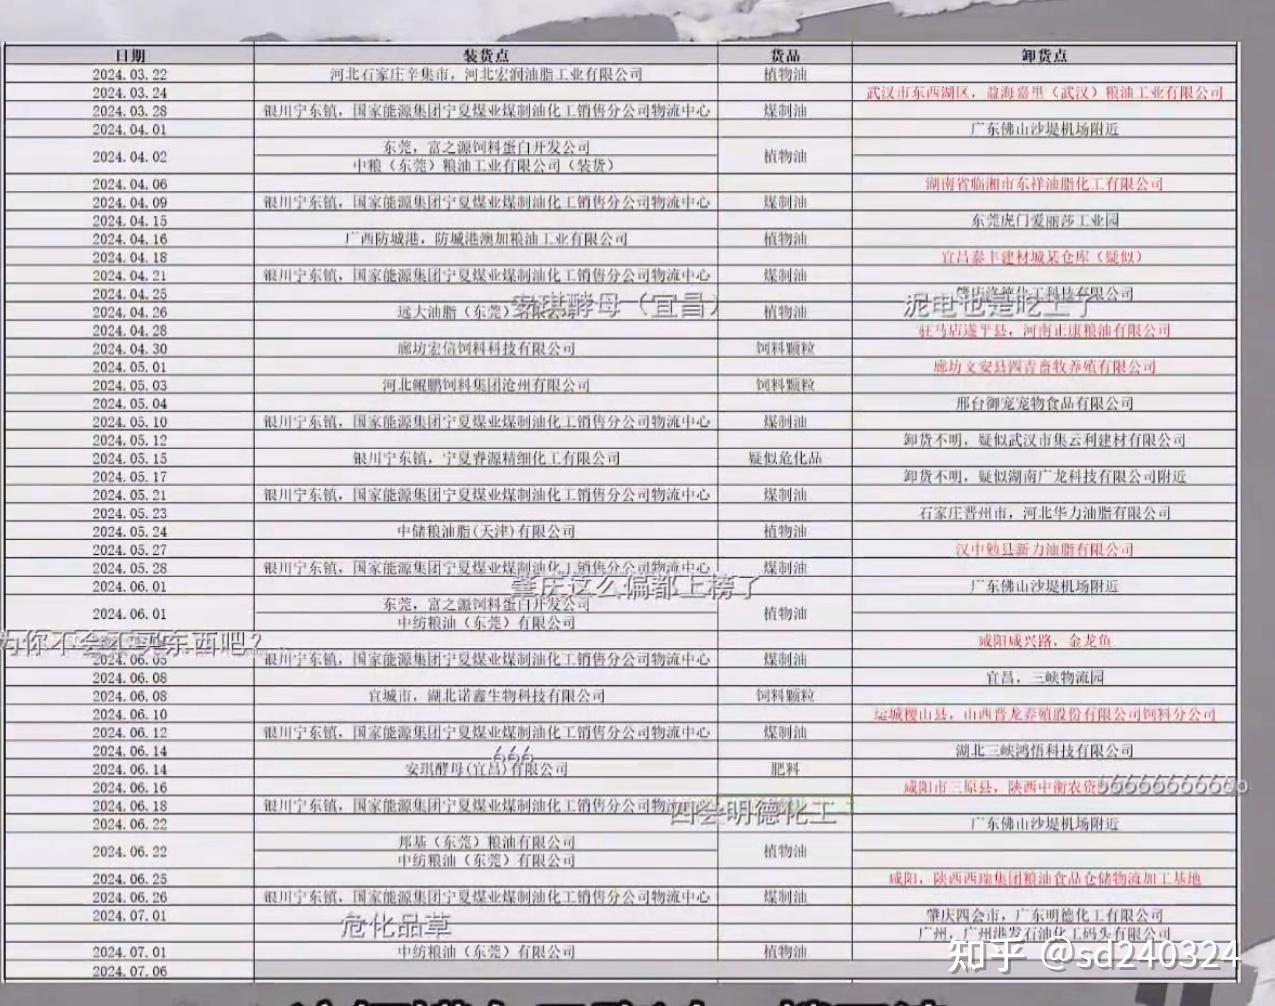 日期 装货点 货品 卸货点
2024.03.22 河北石家庄辛集市，河北宏润油脂工业有限公司 植物油
2024.03.24 武汉市东西湖区，益海嘉里（武汉）粮油工业有限公司
2024.03.28 银川宁东镇，国家能源集团宁夏煤业煤制油化工销售分公司物流中心 煤制油
2024.04.01 广东佛山沙堤机场附近
2024.04.02 东莞，富之源饲料蛋白开发公司 植物油
中粮（东莞）粮油工业有限公司（装货）
2024.04.06 湖南省临湘市东祥油脂化工有限公司
2024.04.09 银川宁东镇，国家能源集团宁夏煤业煤制油化工销售分公司物流中心 煤制油
2024.04.15 东莞虎门爱丽莎工业园
2024.04.16 广西防城港，防城港澳加粮油工业有限公司 植物油
2024.04.18 宜昌泰丰建材城某仓库（疑似）
2024.04.21 银川宁东镇，国家能源集团宁夏煤业煤制油化工销售分公司物流中心 煤制油
2024.04.25 有限公司
安琪酵母（宜昌） 泥电也是吃上了
2024.04.26 远大油脂（东莞）有限公司 植物油
2024.04.28 驻马店遂平县，河南正康粮油有限公司
2024.04.30 廊坊宏信饲料科技有限公司 饲料颗粒
2024.05.01 廊坊文安县四青畜牧养殖有限公司
2024.05.03 河北鲲鹏饲料集团沧州有限公司 饲料颗粒
2024.05.04 邢台御宠宠物食品有限公司
2024.05.10 银川宁东镇，国家能源集团宁夏煤业煤制油化工销售分公司物流中心 煤制油
2024.05.12 卸货不明，疑似武汉市集云利建材有限公司
2024.05.15 银川宁东镇，宁夏睿源精细化工有限公司 疑似危化品
2024.05.17 卸货不明，疑似湖南广龙科技有限公司附近
2024.05.21 银川宁东镇，国家能源集团宁夏煤业煤制油化工销售分公司物流中心 煤制油
2024.05.23 石家庄晋州市，河北华力油脂有限公司
2024.05.24 中储粮油脂(天津)有限公司 植物油
2024.05.27 汉中勉县新力油脂有限公司
2024.05.28 银川宁东镇，国家能源集团宁夏煤业煤制油化工销售分公司物流中心 煤制油
肇庆这么偏都上榜了
2024.06.01 广东佛山沙堤机场附近
2024.06.01 东莞，富之源饲料蛋白开发公司 植物油
中纺粮油（东莞）有限公司
为你不会不买东西吧？ 咸阳咸兴路，金龙鱼
2024.06.05 银川宁东镇，国家能源集团宁夏煤业煤制油化工销售分公司物流中心 煤制油
2024.06.08 宜昌，三峡物流园
2024.06.08 宜城市，湖北诺鑫生物科技有限公司 饲料颗粒
2024.06.10 运城稷山县，山西晋龙养殖股份有限公司饲料分公司
2024.06.12 银川宁东镇，国家能源集团宁夏煤业煤制油化工销售分公司物流中心 煤制油
2024.06.14 湖北三峡鸿悟科技有限公司
666
2024.06.14 安琪酵母(宜昌)有限公司 肥料
2024.06.16 咸阳市三原县，陕西中衡农资
2024.06.18 银川宁东镇，国家能源集团宁夏煤业煤制油化工销售分公司物流中心
四会明德化工
2024.06.22 广东佛山沙堤机场附近
2024.06.22 邦基（东莞）粮油有限公司 植物油
中纺粮油（东莞）有限公司
2024.06.25 咸阳，陕西西瑞集团粮油食品仓储物流加工基地
2024.06.26 银川宁东镇，国家能源集团宁夏煤业煤制油化工销售分公司物流中心 煤制油
2024.07.01 肇庆四会市，广东明德化工有限公司
危化品草 广州，广州港发石油化工码头有限公司
2024.07.01 中纺粮油（东莞）有限公司 植物油
知乎 @sd240324
2024.07.06